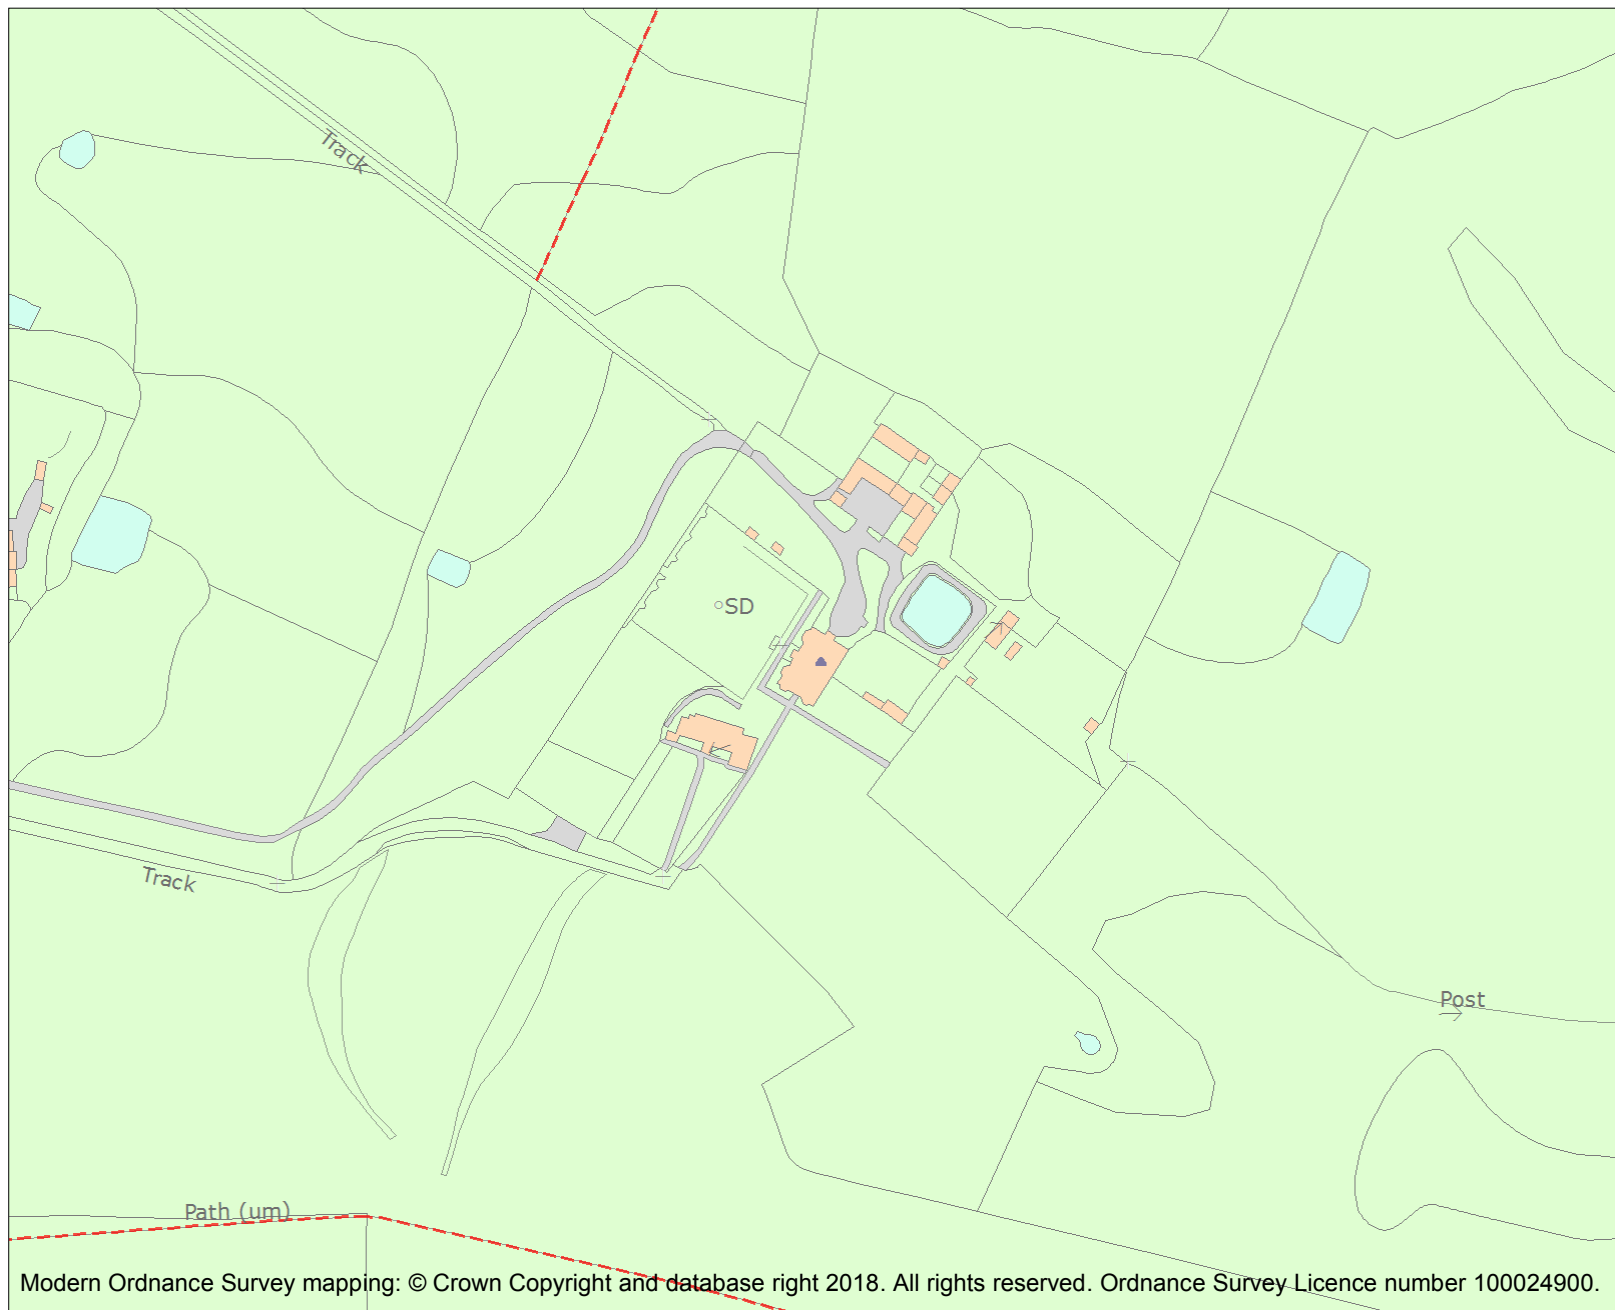 Track
SD
Track
Post
Path (um)
Modern Ordnance Survey mapping: © Crown Copyright and database right 2018. All rights reserved. Ordnance Survey Licence number 100024900.